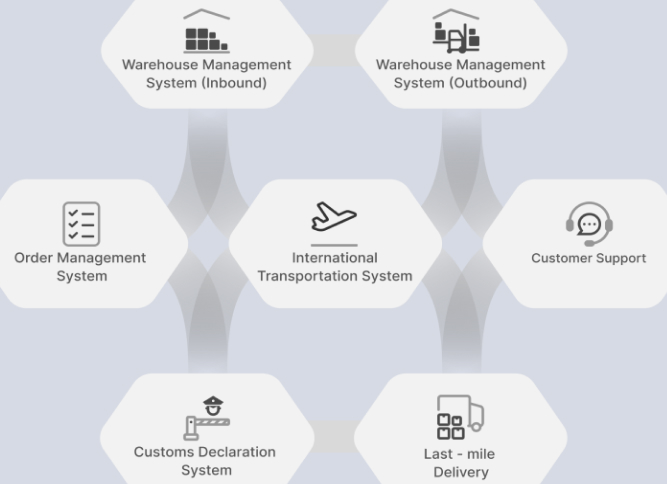 Warehouse Management
System (Inbound)
Warehouse Management
System (Outbound)
Order Management
System
International
Transportation System
Customer Support
Customs Declaration
System
Last - mile
Delivery